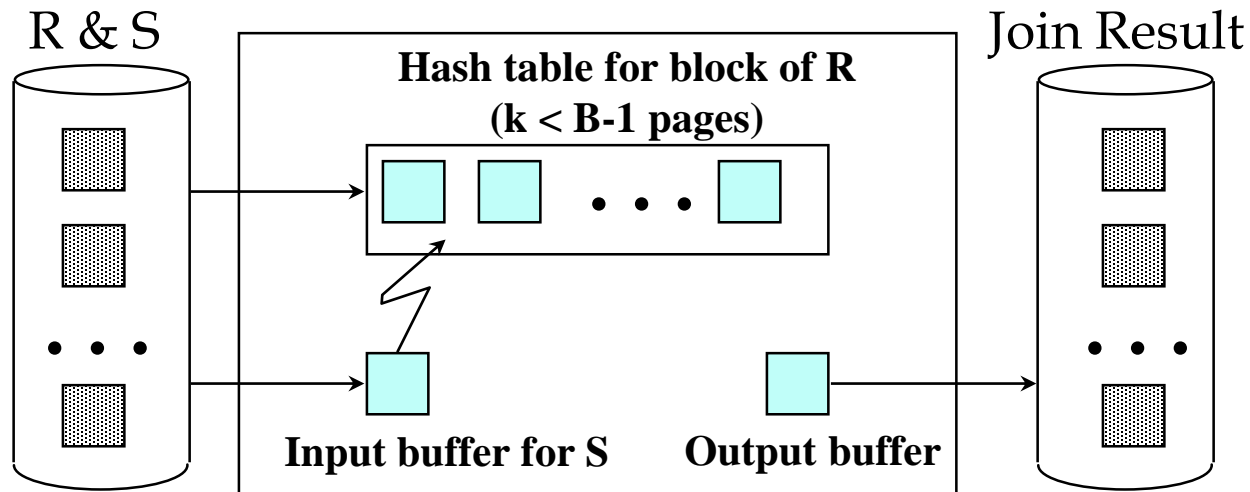 R & S
Join Result
Hash table for block of R
(k < B-1 pages)
• • •
• • •
• • •
Input buffer for S
Output buffer